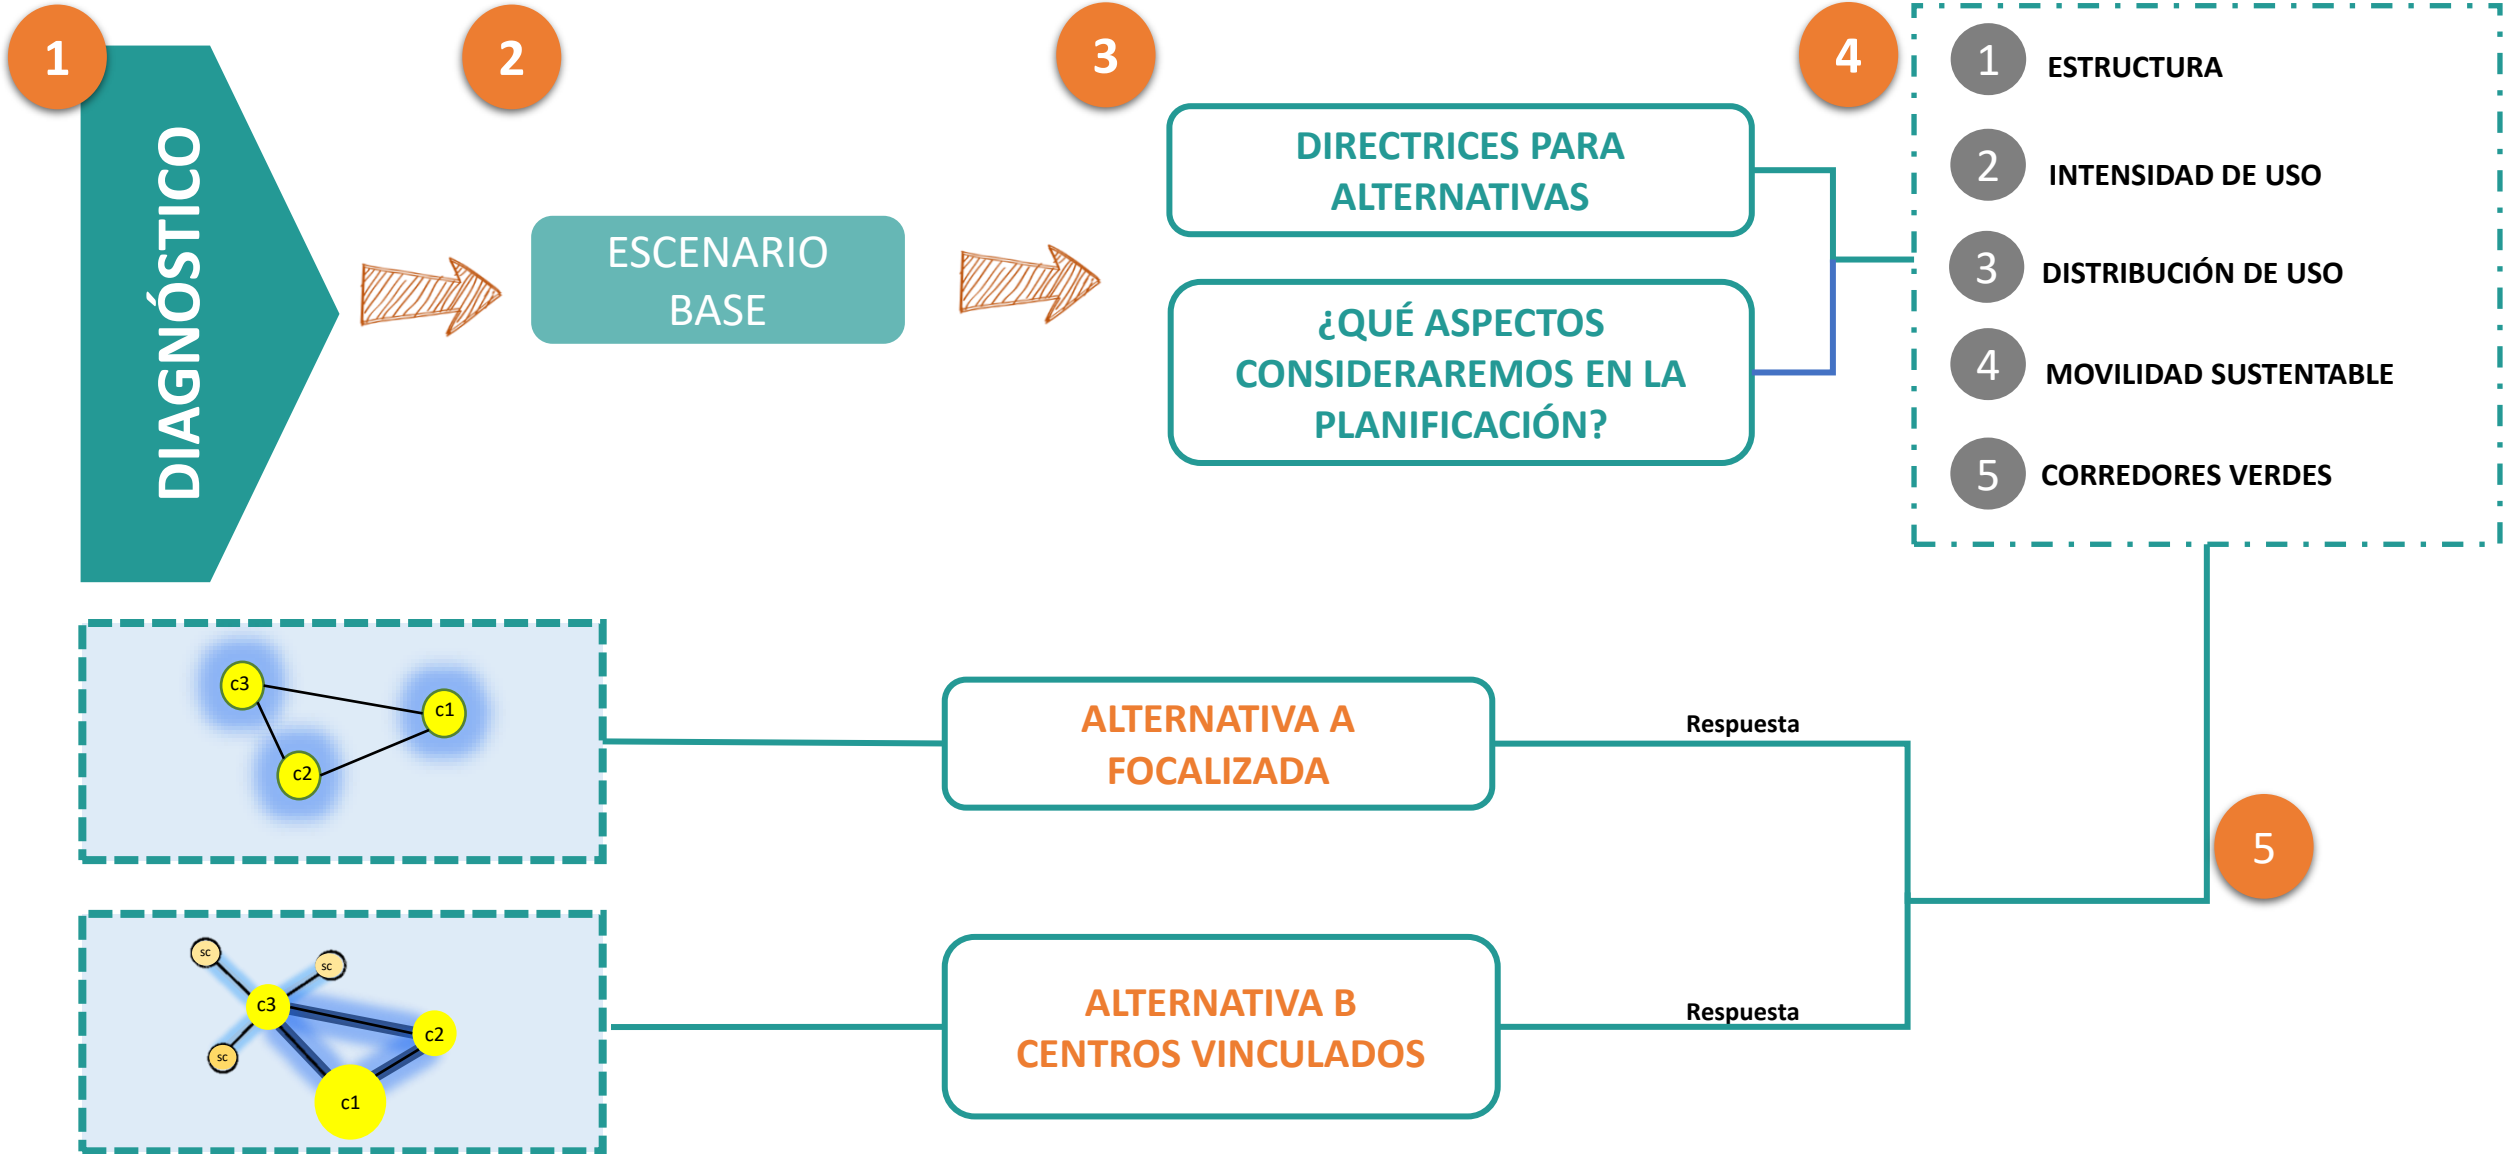 1
DIAGNÓSTICO
2
ESCENARIO
BASE
3
DIRECTRICES PARA
ALTERNATIVAS
¿QUÉ ASPECTOS
CONSIDERAREMOS EN LA
PLANIFICACIÓN?
4
1 ESTRUCTURA
2 INTENSIDAD DE USO
3 DISTRIBUCIÓN DE USO
4 MOVILIDAD SUSTENTABLE
5 CORREDORES VERDES
c3
c1
c2
ALTERNATIVA A
FOCALIZADA
Respuesta
5
sc
sc
c3
c2
sc
c1
ALTERNATIVA B
CENTROS VINCULADOS
Respuesta